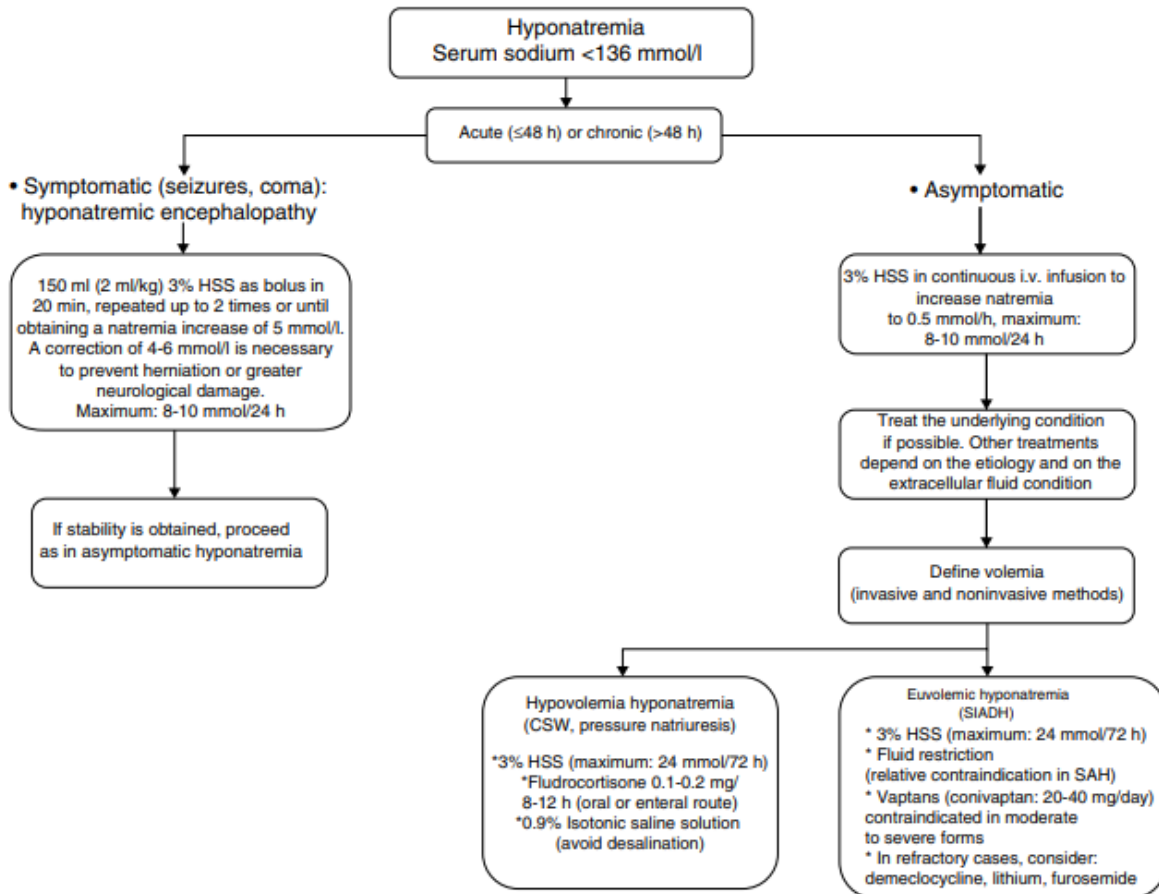 Hyponatremia
Serum sodium <136 mmol/l
Acute (≤48 h) or chronic (>48 h)
• Symptomatic (seizures, coma):
hyponatremic encephalopathy
150 ml (2 ml/kg) 3% HSS as bolus in
20 min, repeated up to 2 times or until
obtaining a natremia increase of 5 mmol/l.
A correction of 4-6 mmol/l is necessary
to prevent herniation or greater
neurological damage.
Maximum: 8-10 mmol/24 h
If stability is obtained, proceed
as in asymptomatic hyponatremia
• Asymptomatic
3% HSS in continuous i.v. infusion to
increase natremia
to 0.5 mmol/h, maximum:
8-10 mmol/24 h
Treat the underlying condition
if possible. Other treatments
depend on the etiology and on the
extracellular fluid condition
Define volemia
(invasive and noninvasive methods)
Hypovolemia hyponatremia
(CSW, pressure natriuresis)
*3% HSS (maximum: 24 mmol/72 h)
*Fludrocortisone 0.1-0.2 mg/
8-12 h (oral or enteral route)
*0.9% Isotonic saline solution
(avoid desalination)
Euvolemic hyponatremia
(SIADH)
* 3% HSS (maximum: 24 mmol/72 h)
* Fluid restriction
(relative contraindication in SAH)
* Vaptans (conivaptan: 20-40 mg/day)
contraindicated in moderate
to severe forms
* In refractory cases, consider:
demeclocycline, lithium, furosemide